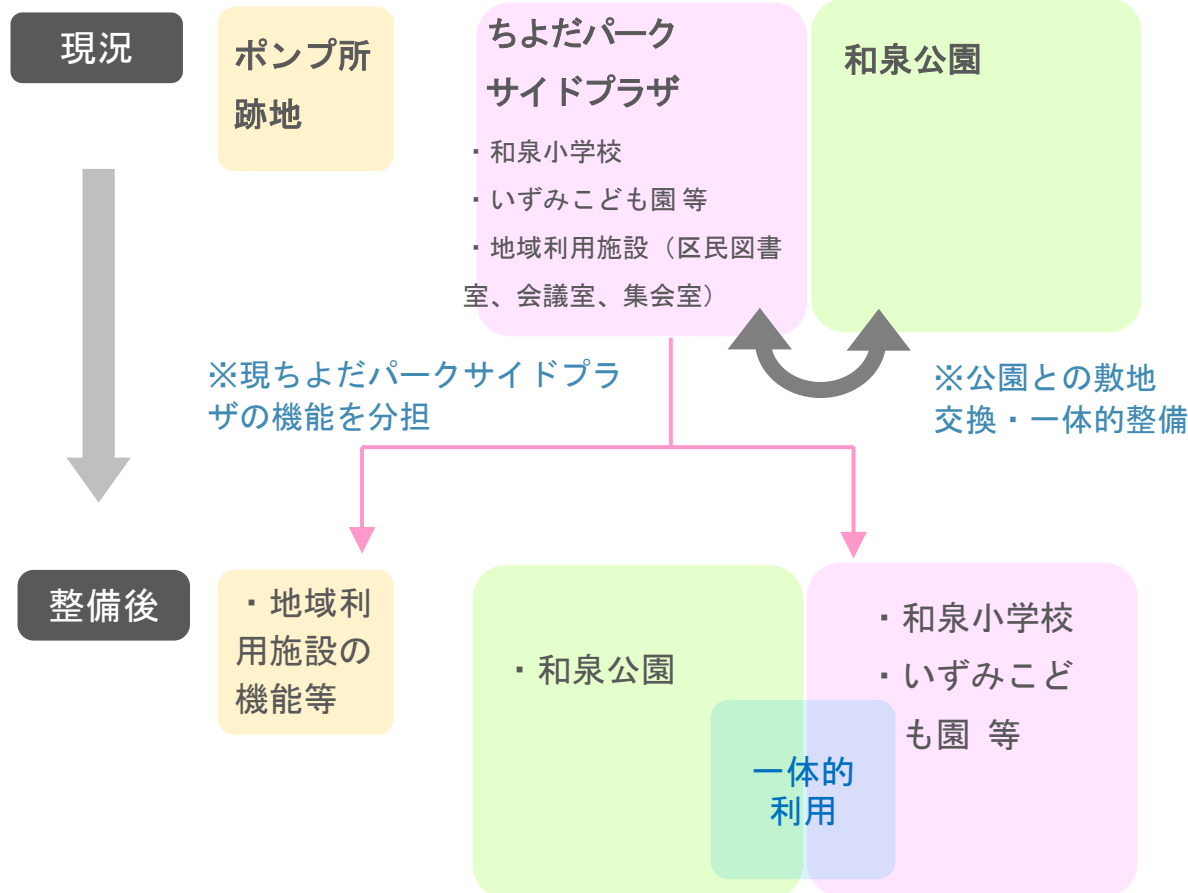 現況
ポンプ所
跡地
ちよだパーク
サイドプラザ
・和泉小学校
・いずみこども園 等
・地域利用施設（区民図書
室、会議室、集会室）
和泉公園
※現ちよだパークサイドプラ
ザの機能を分担
※公園との敷地
交換・一体的整備
整備後
・地域利
用施設の
機能等
・和泉公園
・和泉小学校
・いずみこど
も園 等
一体的
利用